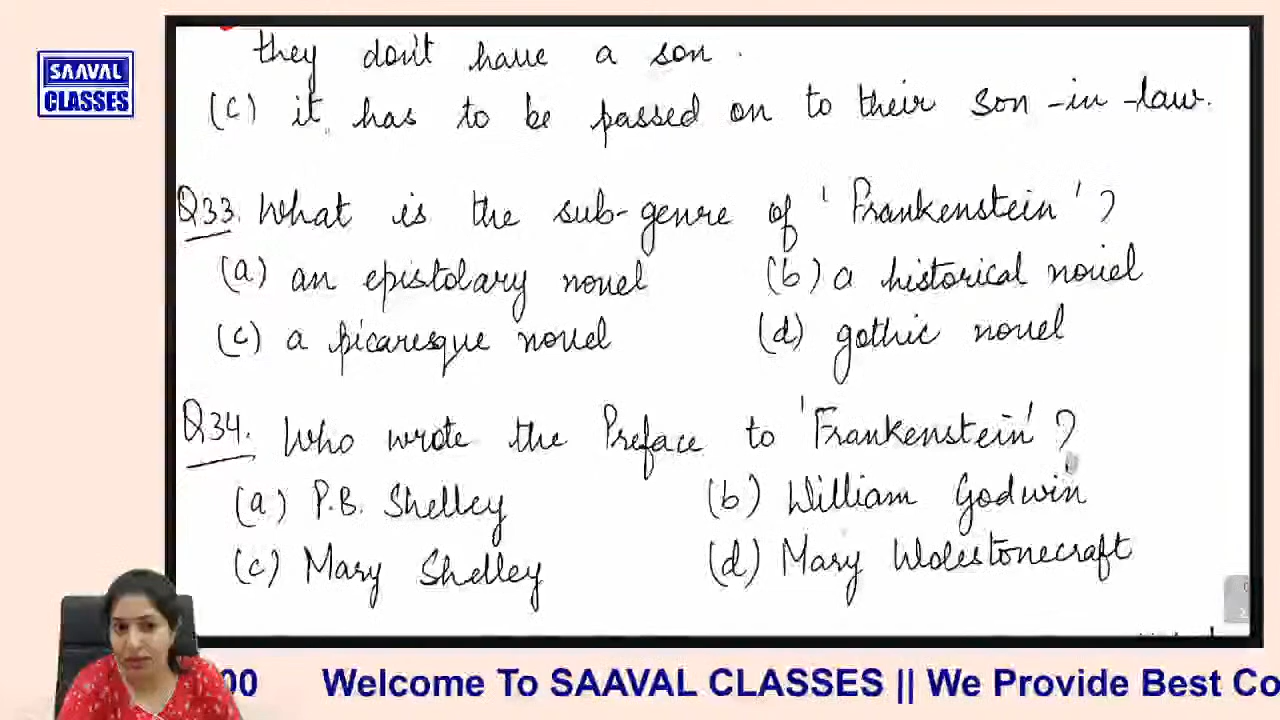 they don't have a son.
SAAVAL
CLASSES
(c) it has to be passed on to their son-in-law.
Q33. What is the sub-genre of 'Frankenstein'?
(a) an epistolary novel (b) a historical novel
(c) a picaresque novel (d) gothic novel
Q34. Who wrote the Preface to 'Frankenstein'?
(a) P.B. Shelley (b) William Godwin
(c) Mary Shelley (d) Mary Wolestonecraft
00 Welcome To SAAVAL CLASSES || We Provide Best Co